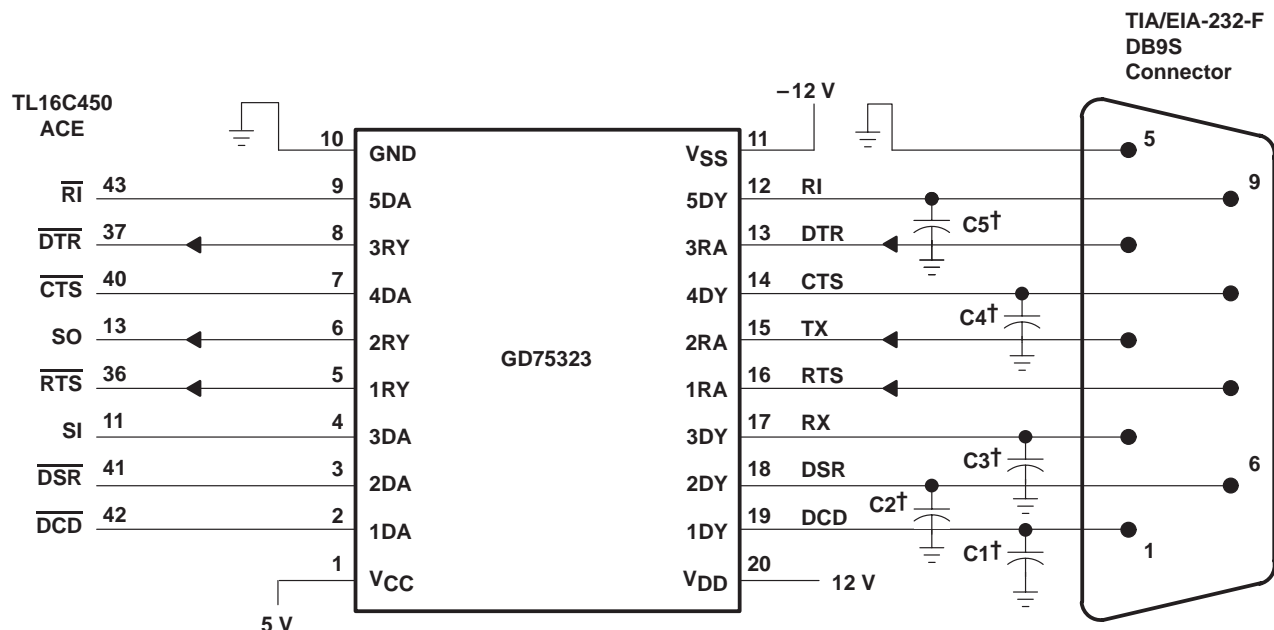 TIA/EIA-232-F
DB9S
Connector
TL16C450
ACE
–12 V
10 GND VSS 11 5
RI 43 9 5DA 5DY 12 RI 9
C5†
DTR 37 8 3RY 3RA 13 DTR
CTS 40 7 4DA 4DY 14 CTS
C4†
SO 13 6 2RY 2RA 15 TX
GD75323
RTS 36 5 1RY 1RA 16 RTS
SI 11 4 3DA 3DY 17 RX
C3†
DSR 41 3 2DA 2DY 18 DSR 6
C2†
DCD 42 2 1DA 1DY 19 DCD 1
C1†
1 VCC VDD 20 12 V
5 V